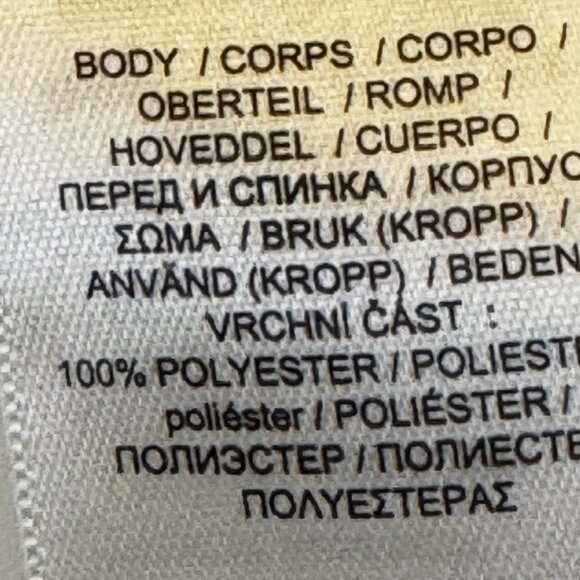 BODY / CORPS / CORPO /
OBERTEIL / ROMP /
HOVEDDEL / CUERPO /
ПЕРЕД И СПИНКА / КОРПУС
ΣΩΜΑ / BRUK (KROPP) /
ANVÄND (KROPP) / BEDEN
VRCHNÍ ČÁST :
100% POLYESTER / POLIESTE
poliéster / POLIÉSTER /
ПОЛИЭСТЕР / ПОЛИЕСТЕ
ΠΟΛΥΕΣΤΕΡΑΣ